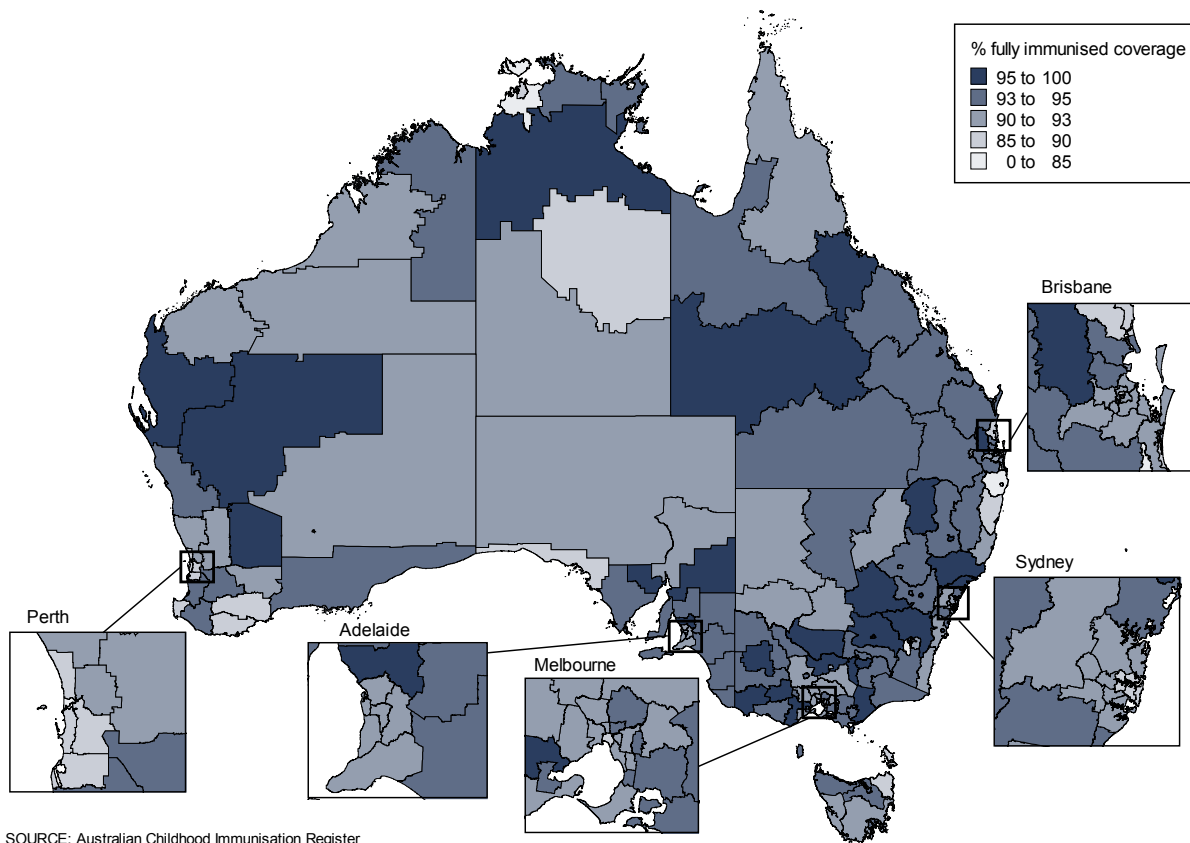 % fully immunised coverage
95 to 100
93 to 95
90 to 93
85 to 90
0 to 85
Brisbane
Sydney
Perth
Adelaide
Melbourne
SOURCE: Australian Childhood Immunisation Register